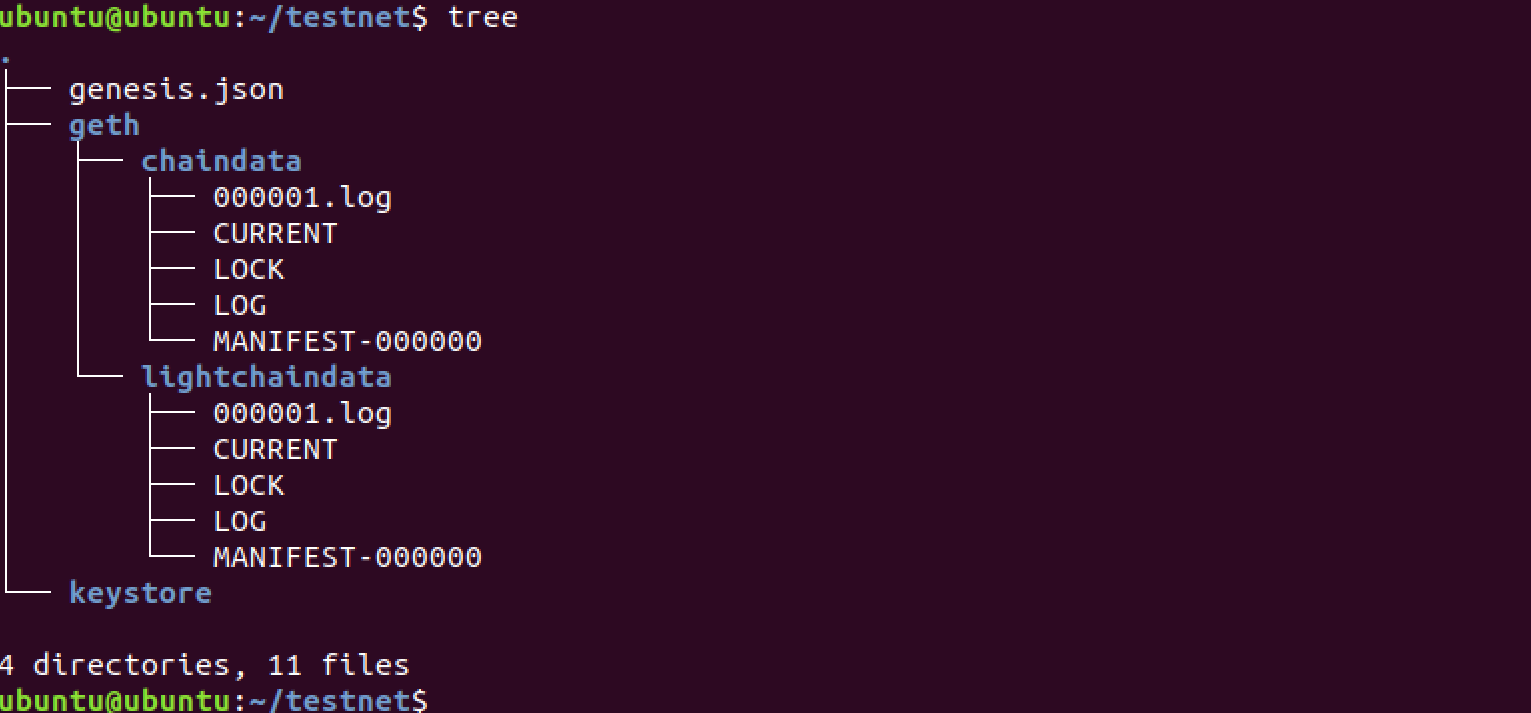 ubuntu@ubuntu:~/testnet$ tree
.
├── genesis.json
├── geth
│   ├── chaindata
│   │   ├── 000001.log
│   │   ├── CURRENT
│   │   ├── LOCK
│   │   ├── LOG
│   │   └── MANIFEST-000000
│   └── lightchaindata
│       ├── 000001.log
│       ├── CURRENT
│       ├── LOCK
│       ├── LOG
│       └── MANIFEST-000000
└── keystore
4 directories, 11 files
ubuntu@ubuntu:~/testnet$